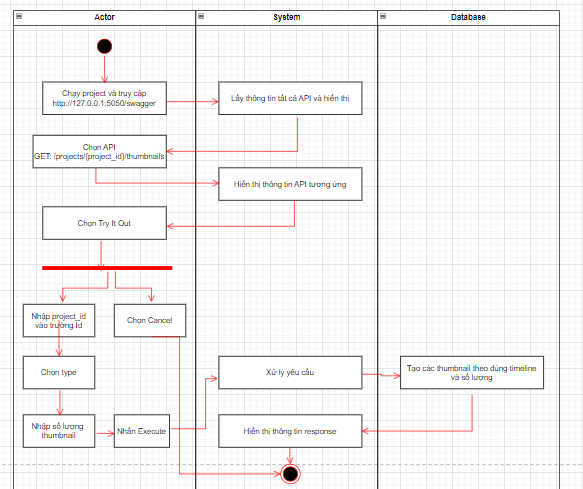 Actor
System
Database
Chạy project và truy cập
http://127.0.0.1:5050/swagger
Lấy thông tin tất cả API và hiển thị
Chọn API
GET: /projects/{project_id}/thumbnails
Hiển thị thông tin API tương ứng
Chọn Try It Out
Nhập project_id
vào trường Id
Chọn Cancel
Chọn type
Xử lý yêu cầu
Tạo các thumbnail theo đúng timeline
và số lượng
Nhập số lượng
thumbnail
Nhấn Execute
Hiển thị thông tin response